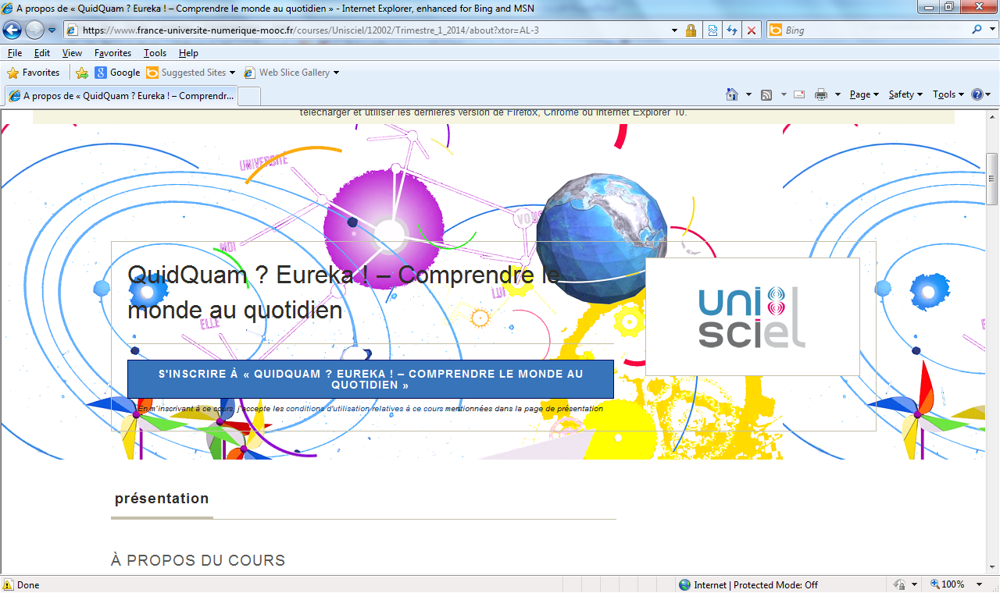 A propos de « QuidQuam ? Eureka ! – Comprendre le monde au quotidien » - Internet Explorer, enhanced for Bing and MSN
https://www.france-universite-numerique-mooc.fr/courses/Unisciel/12002/Trimestre_1_2014/about?xtor=AL-3
Bing
File Edit View Favorites Tools Help
Favorites Google Suggested Sites Web Slice Gallery
A propos de « QuidQuam ? Eureka ! – Comprendr...
Page Safety Tools
télécharger et utiliser les dernières version de Firefox, Chrome ou Internet Explorer 10.
UNIVERSITÉ
VOUS
MOI
LUI
ELLE
QuidQuam ? Eureka ! – Comprendre le
monde au quotidien
uni
sciel
S'INSCRIRE À « QUIDQUAM ? EUREKA ! – COMPRENDRE LE MONDE AU
QUOTIDIEN »
En m'inscrivant à ce cours, j'accepte les conditions d'utilisation relatives à ce cours mentionnées dans la page de présentation
présentation
À PROPOS DU COURS
Done
Internet | Protected Mode: Off
100%